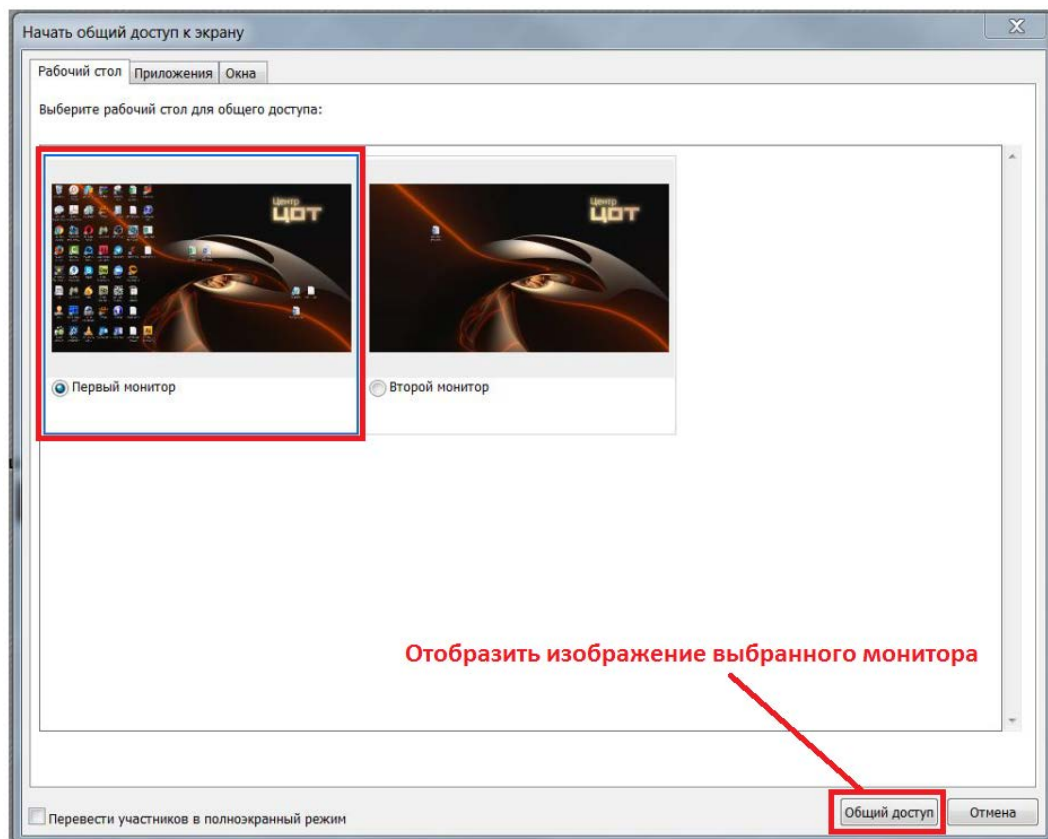 Начать общий доступ к экрану
Рабочий стол Приложения Окна
Выберите рабочий стол для общего доступа:
Центр
ЦОТ
Центр
ЦОТ
Первый монитор
Второй монитор
Отобразить изображение выбранного монитора
Перевести участников в полноэкранный режим
Общий доступ
Отмена